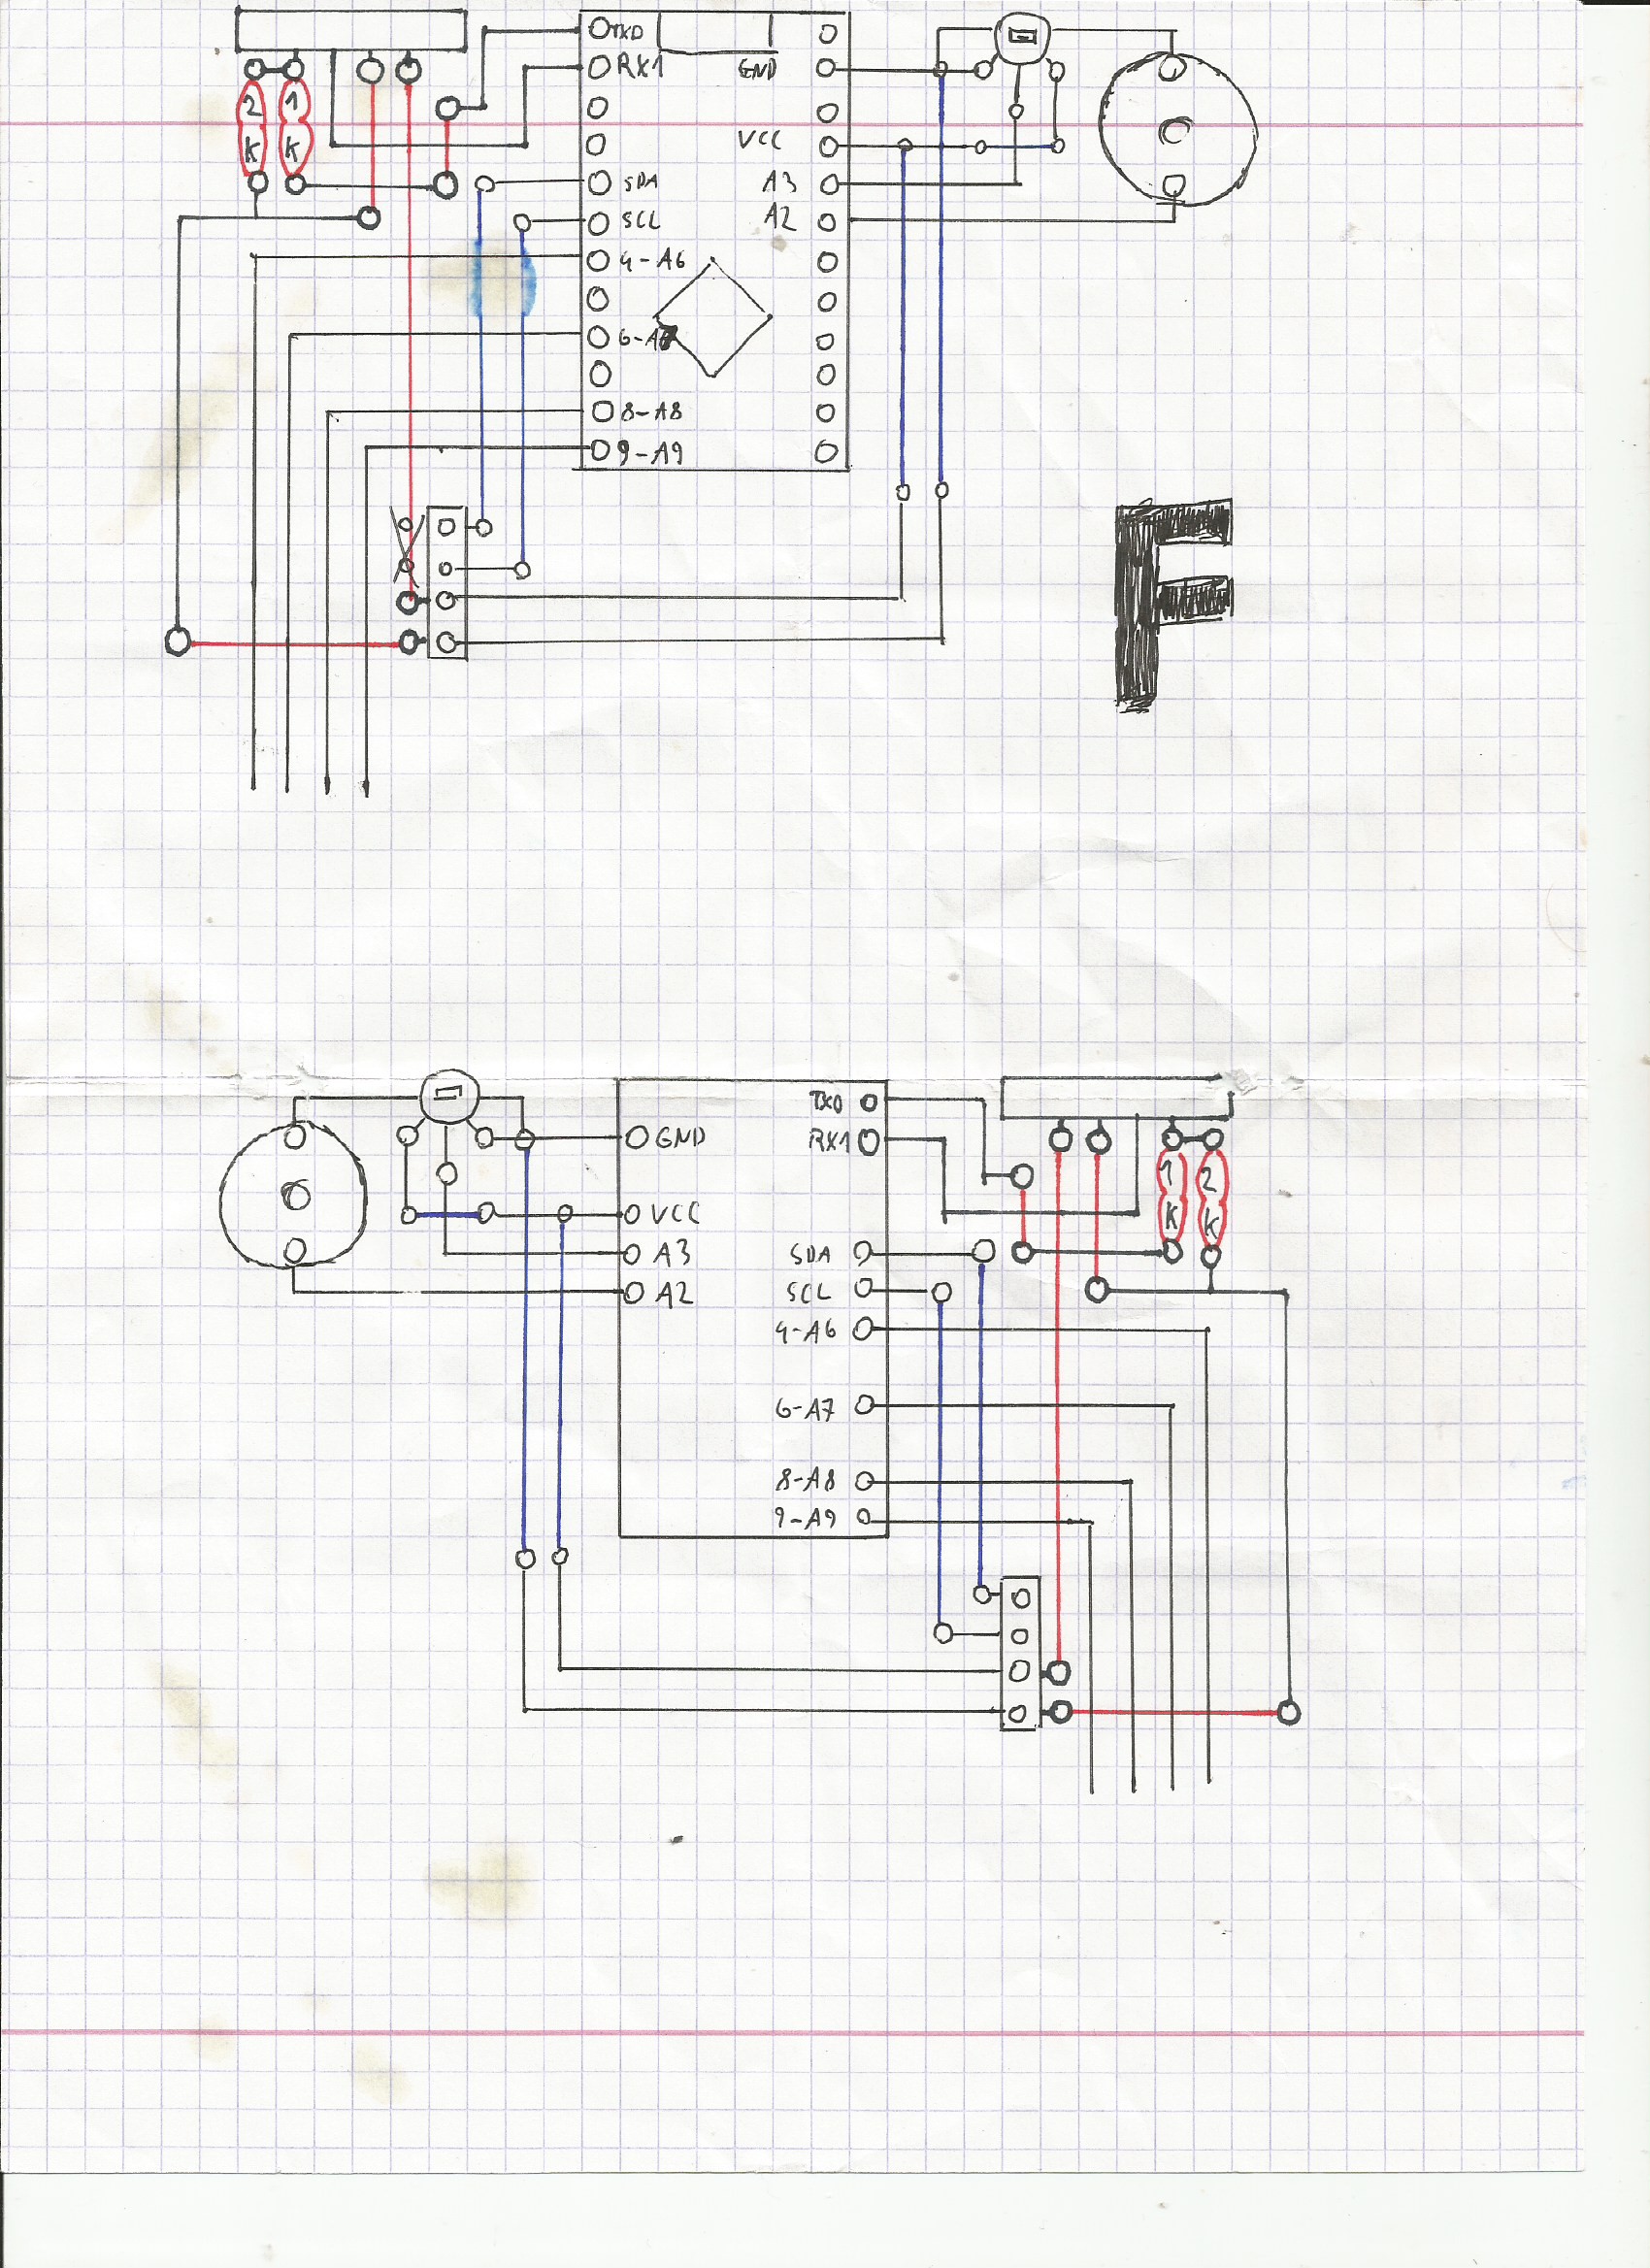 TXD
RX1 GND
2 1
K K
VCC
SDA A3
SCL A2
4-A6
6-A7
8-A8
9-A9
F
TXD
GND RX1
1 2
K K
VCC
A3 SDA
A2 SCL
4-A6
6-A7
8-A8
9-A9